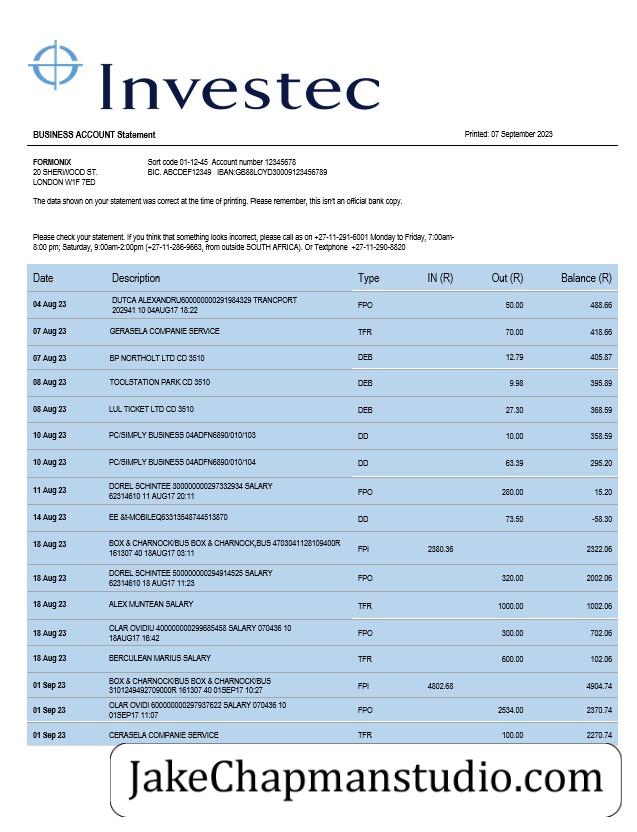 Investec
BUSINESS ACCOUNT Statement Printed: 07 September 2023
FORMONIX Sort code 01-12-45 Account number 12345678
20 SHERWOOD ST. BIC. ABCDEF12349 IBAN:GB88LOYD30009123456789
LONDON W1F 7ED
The data shown on your statement was correct at the time of printing. Please remember, this isn't an official bank copy.
Please check your statement. If you think that something looks incorrect, please call as on +27-11-291-6001 Monday to Friday, 7:00am-
8:00 pm; Saturday, 9:00am-2:00pm (+27-11-286-9663, from outside SOUTH AFRICA). Or Textphone +27-11-290-8820
Date Description Type IN (R) Out (R) Balance (R)
04 Aug 23 DUTCA ALEXANDRU600000000291984329 TRANCPORT
202941 10 04AUG17 18:22 FPO 50.00 488.66
07 Aug 23 GERASELA COMPANIE SERVICE TFR 70.00 418.66
07 Aug 23 BP NORTHOLT LTD CD 3510 DEB 12.79 405.87
08 Aug 23 TOOLSTATION PARK CD 3510 DEB 9.98 395.89
08 Aug 23 LUL TICKET LTD CD 3510 DEB 27.30 368.59
10 Aug 23 PC/SIMPLY BUSINESS 04ADFN6890/010/103 DD 10.00 358.59
10 Aug 23 PC/SIMPLY BUSINESS 04ADFN6890/010/104 DD 63.39 295.20
11 Aug 23 DOREL SCHINTEE 300000000297332934 SALARY
62314610 11 AUG17 20:11 FPO 280.00 15.20
14 Aug 23 EE &t-MOBILEQ63313548744513870 DD 73.50 -58.30
18 Aug 23 BOX & CHARNOCK/BUS BOX & CHARNOCK,BUS 4703041128109400R
161307 40 18AUG17 03:11 FPI 2380.36 2322.06
18 Aug 23 DOREL SCHINTEE 500000000294914525 SALARY
62314610 18 AUG17 11:23 FPO 320.00 2002.06
18 Aug 23 ALEX MUNTEAN SALARY TFR 1000.00 1002.06
18 Aug 23 OLAR OVIDIU 400000000299685458 SALARY 070436 10
18AUG17 16:42 FPO 300.00 702.06
18 Aug 23 BERCULEAN MARIUS SALARY TFR 600.00 102.06
01 Sep 23 BOX & CHARNOCK/BUS BOX & CHARNOCK/BUS
3101249492709000R 161307 40 01SEP17 10:27 FPI 4802.68 4904.74
01 Sep 23 OLAR OVIDI 600000000297937622 SALARY 070436 10
01SEP17 11:07 FPO 2534.00 2370.74
01 Sep 23 CERASELA COMPANIE SERVICE TFR 100.00 2270.74
JakeChapmanstudio.com